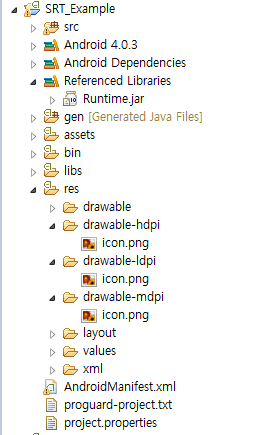 SRT_Example
src
Android 4.0.3
Android Dependencies
Referenced Libraries
Runtime.jar
gen [Generated Java Files]
assets
bin
libs
res
drawable
drawable-hdpi
icon.png
drawable-ldpi
icon.png
drawable-mdpi
icon.png
layout
values
xml
AndroidManifest.xml
proguard-project.txt
project.properties